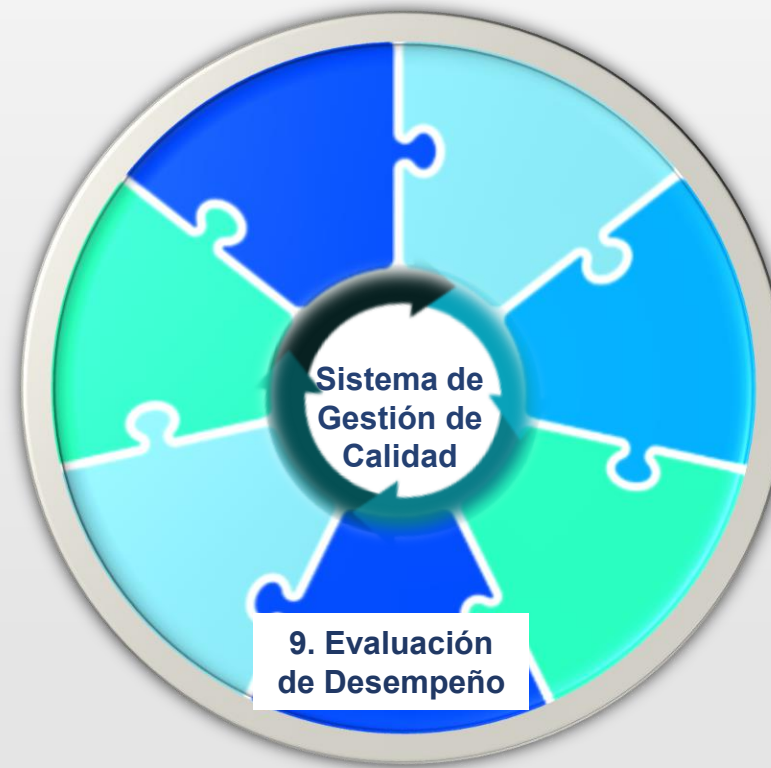 Sistema de
Gestión de
Calidad
9. Evaluación
de Desempeño